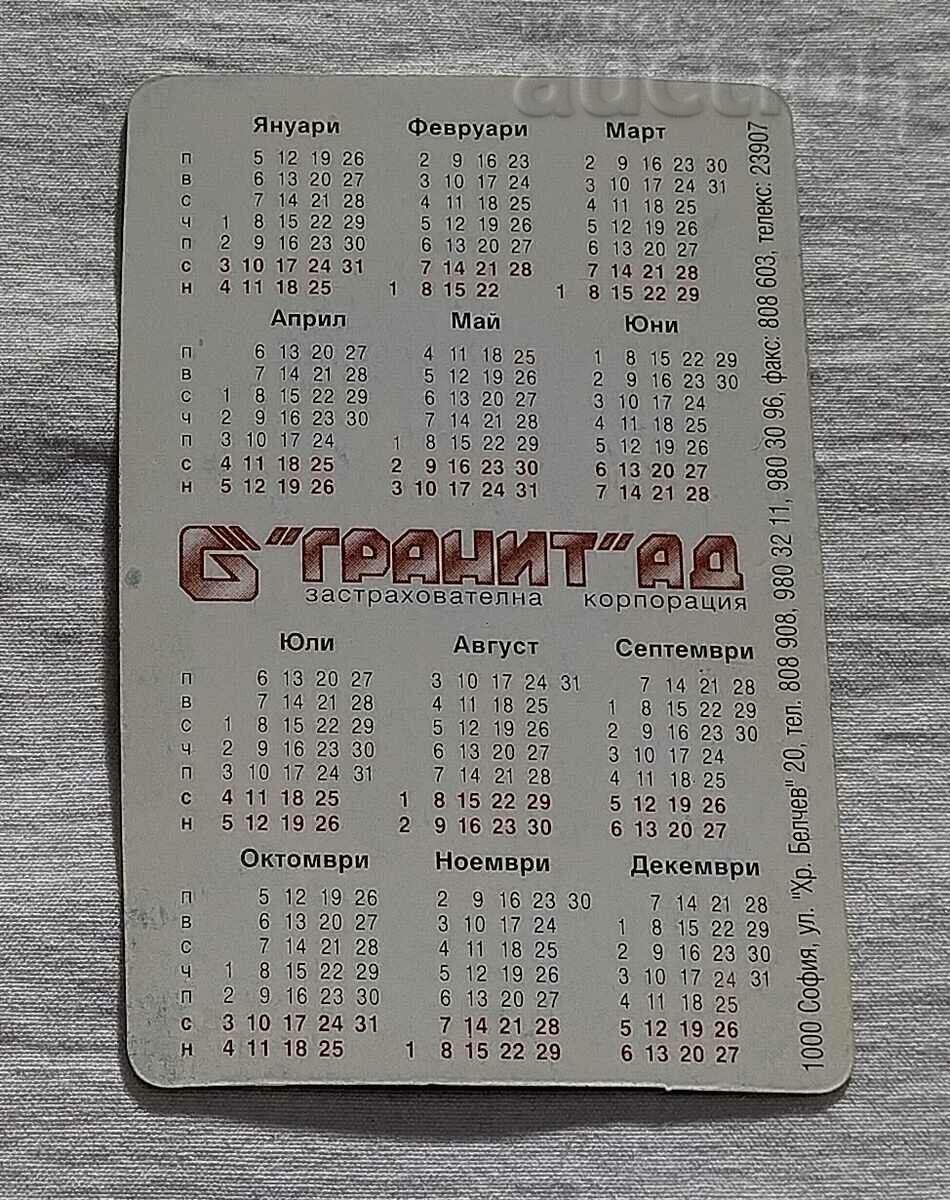 auction
Януари Февруари Март
п 5 12 19 26 2 9 16 23 2 9 16 23 30
в 6 13 20 27 3 10 17 24 3 10 17 24 31
с 7 14 21 28 4 11 18 25 4 11 18 25
ч 1 8 15 22 29 5 12 19 26 5 12 19 26
п 2 9 16 23 30 6 13 20 27 6 13 20 27
с 3 10 17 24 31 7 14 21 28 7 14 21 28
н 4 11 18 25 1 8 15 22 1 8 15 22 29
Април Май Юни
п 6 13 20 27 4 11 18 25 1 8 15 22 29
в 7 14 21 28 5 12 19 26 2 9 16 23 30
с 1 8 15 22 29 6 13 20 27 3 10 17 24
ч 2 9 16 23 30 7 14 21 28 4 11 18 25
п 3 10 17 24 1 8 15 22 29 5 12 19 26
с 4 11 18 25 2 9 16 23 30 6 13 20 27
н 5 12 19 26 3 10 17 24 31 7 14 21 28
"ГРАНИТ" АД
застрахователна корпорация
Юли Август Септември
п 6 13 20 27 3 10 17 24 31 7 14 21 28
в 7 14 21 28 4 11 18 25 1 8 15 22 29
с 1 8 15 22 29 5 12 19 26 2 9 16 23 30
ч 2 9 16 23 30 6 13 20 27 3 10 17 24
п 3 10 17 24 31 7 14 21 28 4 11 18 25
с 4 11 18 25 1 8 15 22 29 5 12 19 26
н 5 12 19 26 2 9 16 23 30 6 13 20 27
Октомври Ноември Декември
п 5 12 19 26 2 9 16 23 30 7 14 21 28
в 6 13 20 27 3 10 17 24 1 8 15 22 29
с 7 14 21 28 4 11 18 25 2 9 16 23 30
ч 1 8 15 22 29 5 12 19 26 3 10 17 24 31
п 2 9 16 23 30 6 13 20 27 4 11 18 25
с 3 10 17 24 31 7 14 21 28 5 12 19 26
н 4 11 18 25 1 8 15 22 29 6 13 20 27
1000 София, ул. "Хр. Белчев" 20, тел. 808 908, 980 32 11, 980 30 96, факс: 808 603, телекс: 23907